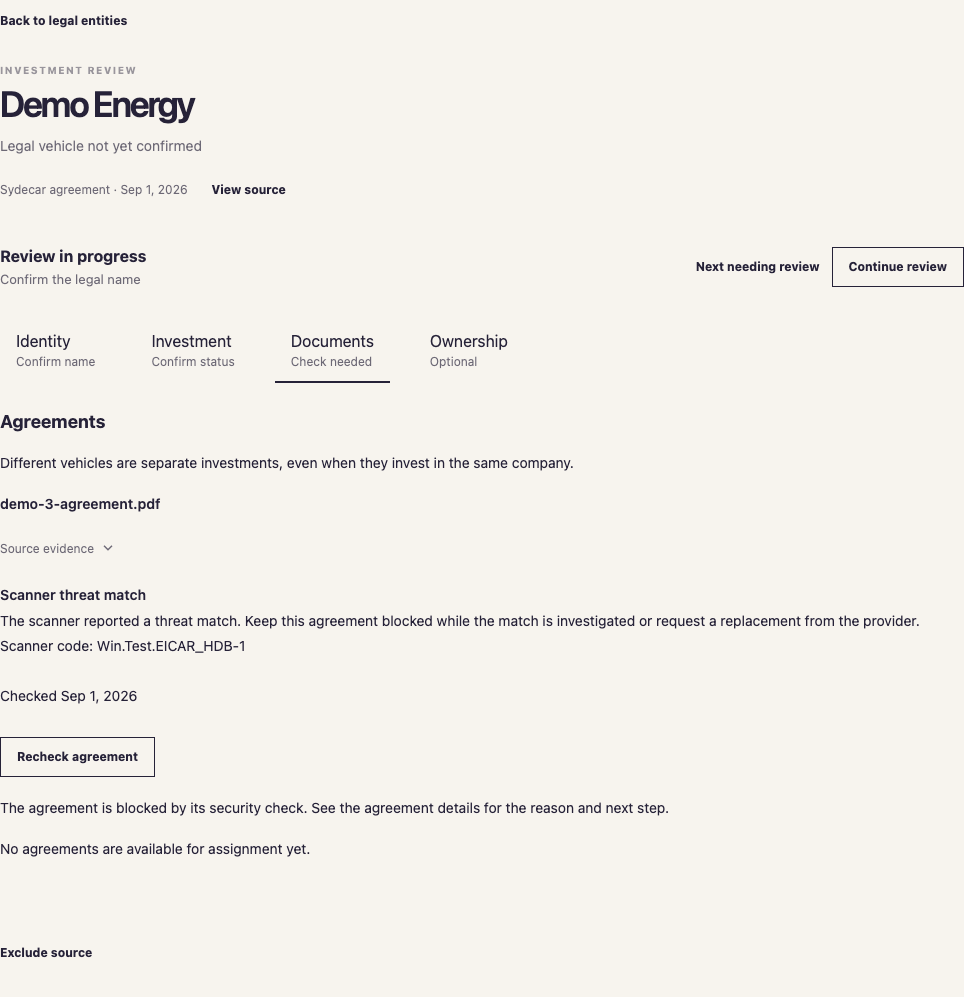 Back to legal entities
INVESTMENT REVIEW
Demo Energy
Legal vehicle not yet confirmed
Sydecar agreement · Sep 1, 2026 View source
Review in progress
Confirm the legal name
Next needing review Continue review
Identity Investment Documents Ownership
Confirm name Confirm status Check needed Optional
Agreements
Different vehicles are separate investments, even when they invest in the same company.
demo-3-agreement.pdf
Source evidence
Scanner threat match
The scanner reported a threat match. Keep this agreement blocked while the match is investigated or request a replacement from the provider.
Scanner code: Win.Test.EICAR_HDB-1
Checked Sep 1, 2026
Recheck agreement
The agreement is blocked by its security check. See the agreement details for the reason and next step.
No agreements are available for assignment yet.
Exclude source